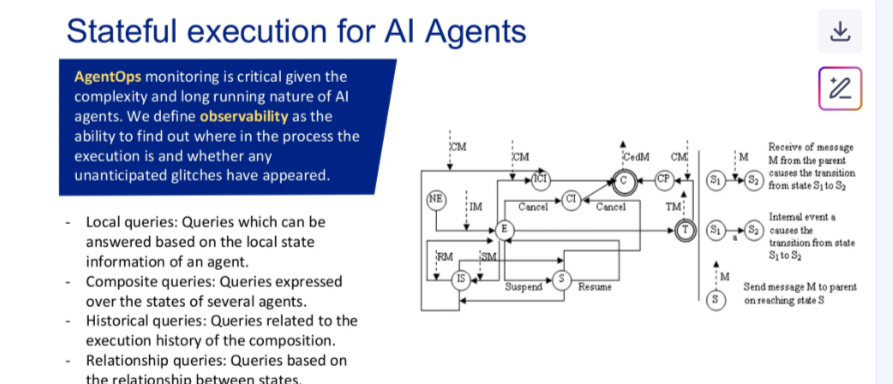 Stateful execution for AI Agents
AgentOps monitoring is critical given the
complexity and long running nature of AI
agents. We define observability as the
ability to find out where in the process the
execution is and whether any
unanticipated glitches have appeared.
- Local queries: Queries which can be
answered based on the local state
information of an agent.
- Composite queries: Queries expressed
over the states of several agents.
- Historical queries: Queries related to the
execution history of the composition.
- Relationship queries: Queries based on
the relationship between states.
CM
CM
CedM
CM
ICI
C
CP
NE
IM
Cancel
CI
Cancel
TM
E
T
RM
SM
IS
Suspend
S
Resume
M
S1
S2
Receive of message
M from the parent
causes the transition
from state S1 to S2
S1
S2
a
Internal event a
causes the
transition from state
S1 to S2
M
S
Send message M to parent
on reaching state S